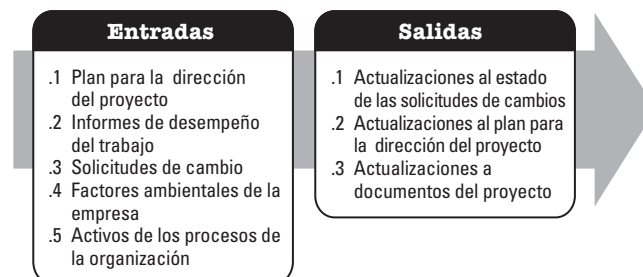 Entradas
.1 Plan para la dirección
del proyecto
.2 Informes de desempeño
del trabajo
.3 Solicitudes de cambio
.4 Factores ambientales de la
empresa
.5 Activos de los procesos de
la organización
Salidas
.1 Actualizaciones al estado
de las solicitudes de cambios
.2 Actualizaciones al plan para
la dirección del proyecto
.3 Actualizaciones a
documentos del proyecto